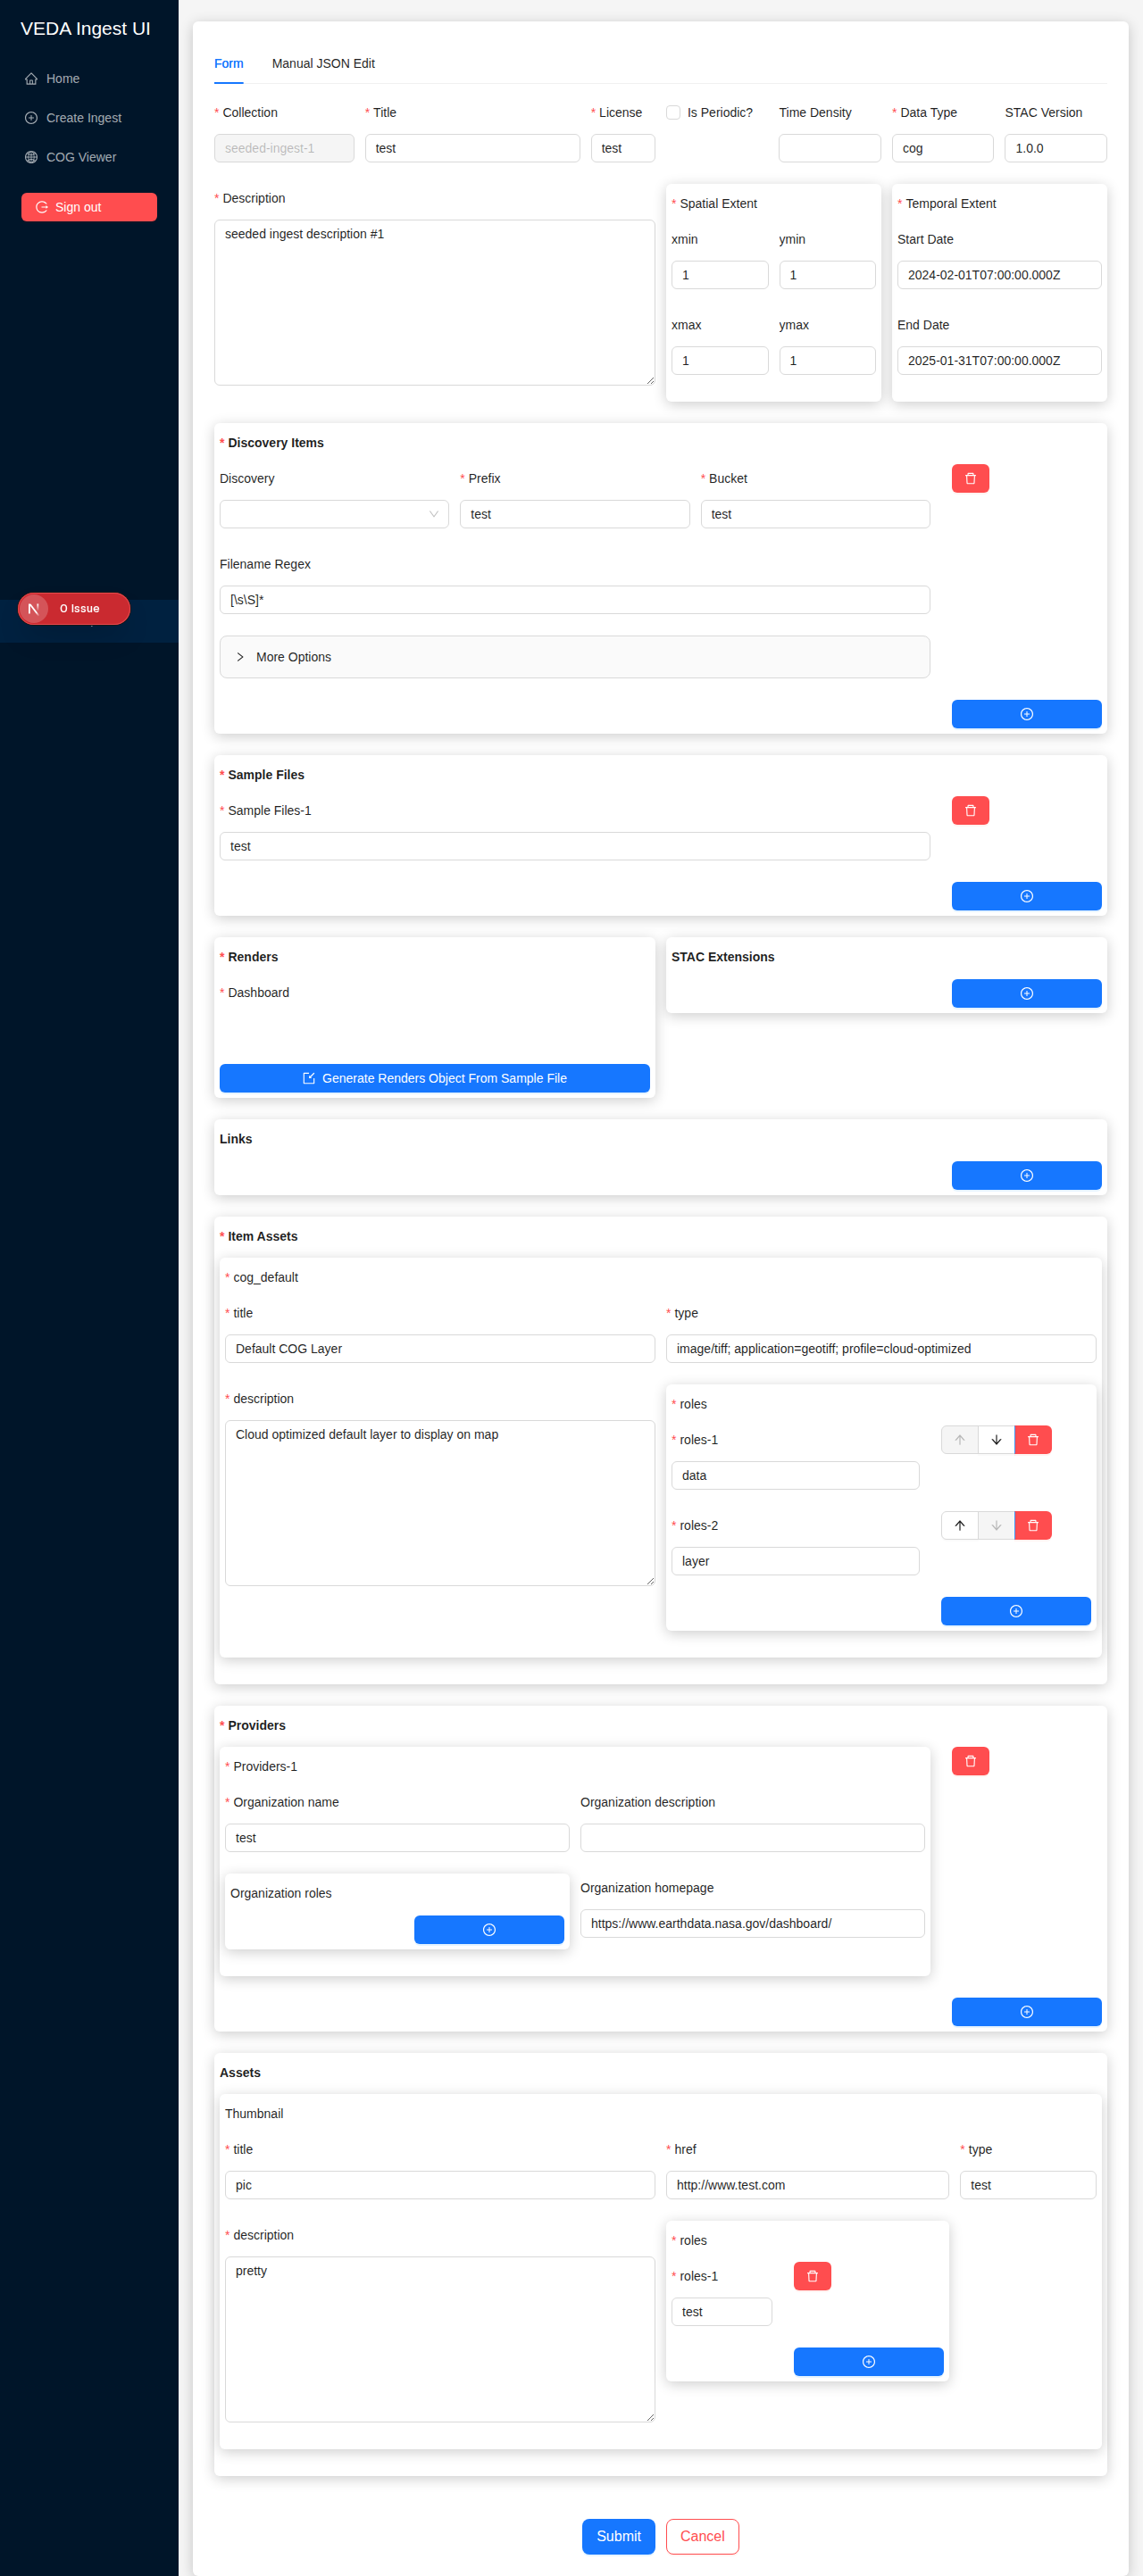 VEDA Ingest UI
Home
Create Ingest
COG Viewer
Sign out
0 Issue
Form Manual JSON Edit
* Collection * Title * License Is Periodic? Time Density * Data Type STAC Version
seeded-ingest-1 test test cog 1.0.0
* Description
seeded ingest description #1
* Spatial Extent
xmin ymin
1 1
xmax ymax
1 1
* Temporal Extent
Start Date
2024-02-01T07:00:00.000Z
End Date
2025-01-31T07:00:00.000Z
* Discovery Items
Discovery * Prefix * Bucket
test test
Filename Regex
[\s\S]*
More Options
* Sample Files
* Sample Files-1
test
* Renders
* Dashboard
Generate Renders Object From Sample File
STAC Extensions
Links
* Item Assets
* cog_default
* title * type
Default COG Layer image/tiff; application=geotiff; profile=cloud-optimized
* description
Cloud optimized default layer to display on map
* roles
* roles-1
data
* roles-2
layer
* Providers
* Providers-1
* Organization name Organization description
test
Organization roles
Organization homepage
https://www.earthdata.nasa.gov/dashboard/
Assets
Thumbnail
* title * href * type
pic http://www.test.com test
* description
pretty
* roles
* roles-1
test
Submit Cancel